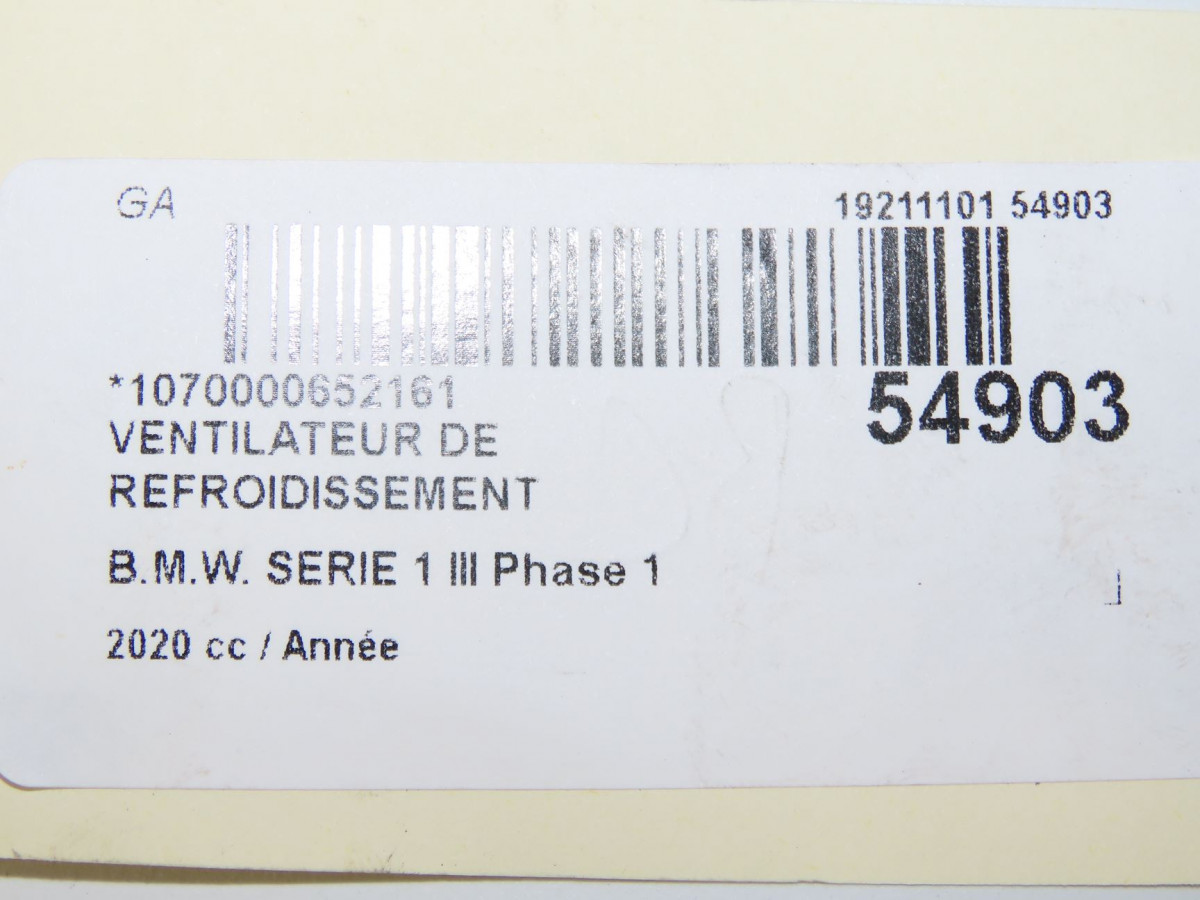 GA
19211101 54903
*1070000652161
54903
VENTILATEUR DE
REFROIDISSEMENT
B.M.W. SERIE 1 III Phase 1
2020 cc / Année